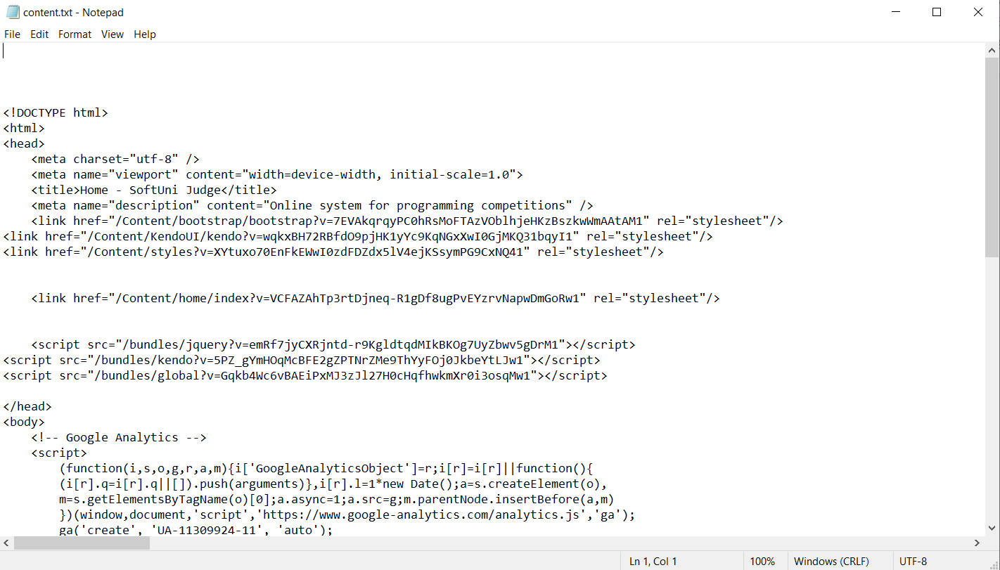 content.txt - Notepad
File Edit Format View Help
<!DOCTYPE html>
<html>
<head>
    <meta charset="utf-8" />
    <meta name="viewport" content="width=device-width, initial-scale=1.0">
    <title>Home - SoftUni Judge</title>
    <meta name="description" content="Online system for programming competitions" />
    <link href="/Content/bootstrap/bootstrap?v=7EVAkqrqyPC0hRsMoFTAzVOblhjeHKzBszkwWmAAtAM1" rel="stylesheet"/>
<link href="/Content/KendoUI/kendo?v=wqkxBH72RBfdO9pjHK1yYc9KqNGxXwI0GjMKQ31bqyI1" rel="stylesheet"/>
<link href="/Content/styles?v=XYtuxo70EnFkEWwI0zdFDZdx5lV4ejKSsymPG9CxNQ41" rel="stylesheet"/>
    <link href="/Content/home/index?v=VCFAZAhTp3rtDjneq-R1gDf8ugPvEYzrvNapwDmGoRw1" rel="stylesheet"/>
    <script src="/bundles/jquery?v=emRf7jyCXRjntd-r9KgldtqdMIkBKOg7UyZbwv5gDrM1"></script>
<script src="/bundles/kendo?v=5PZ_gYmHOqMcBFE2gZPTNrZMe9ThYyFOj0JkbeYtLJw1"></script>
<script src="/bundles/global?v=Gqkb4Wc6vBAEiPxMJ3zJl27H0cHqfhwkmXr0i3osqMw1"></script>
</head>
<body>
    <!-- Google Analytics -->
    <script>
        (function(i,s,o,g,r,a,m){i['GoogleAnalyticsObject']=r;i[r]=i[r]||function(){
        (i[r].q=i[r].q||[]).push(arguments)},i[r].l=1*new Date();a=s.createElement(o),
        m=s.getElementsByTagName(o)[0];a.async=1;a.src=g;m.parentNode.insertBefore(a,m)
        })(window,document,'script','https://www.google-analytics.com/analytics.js','ga');
        ga('create', 'UA-11309924-11', 'auto');
Ln 1, Col 1 100% Windows (CRLF) UTF-8